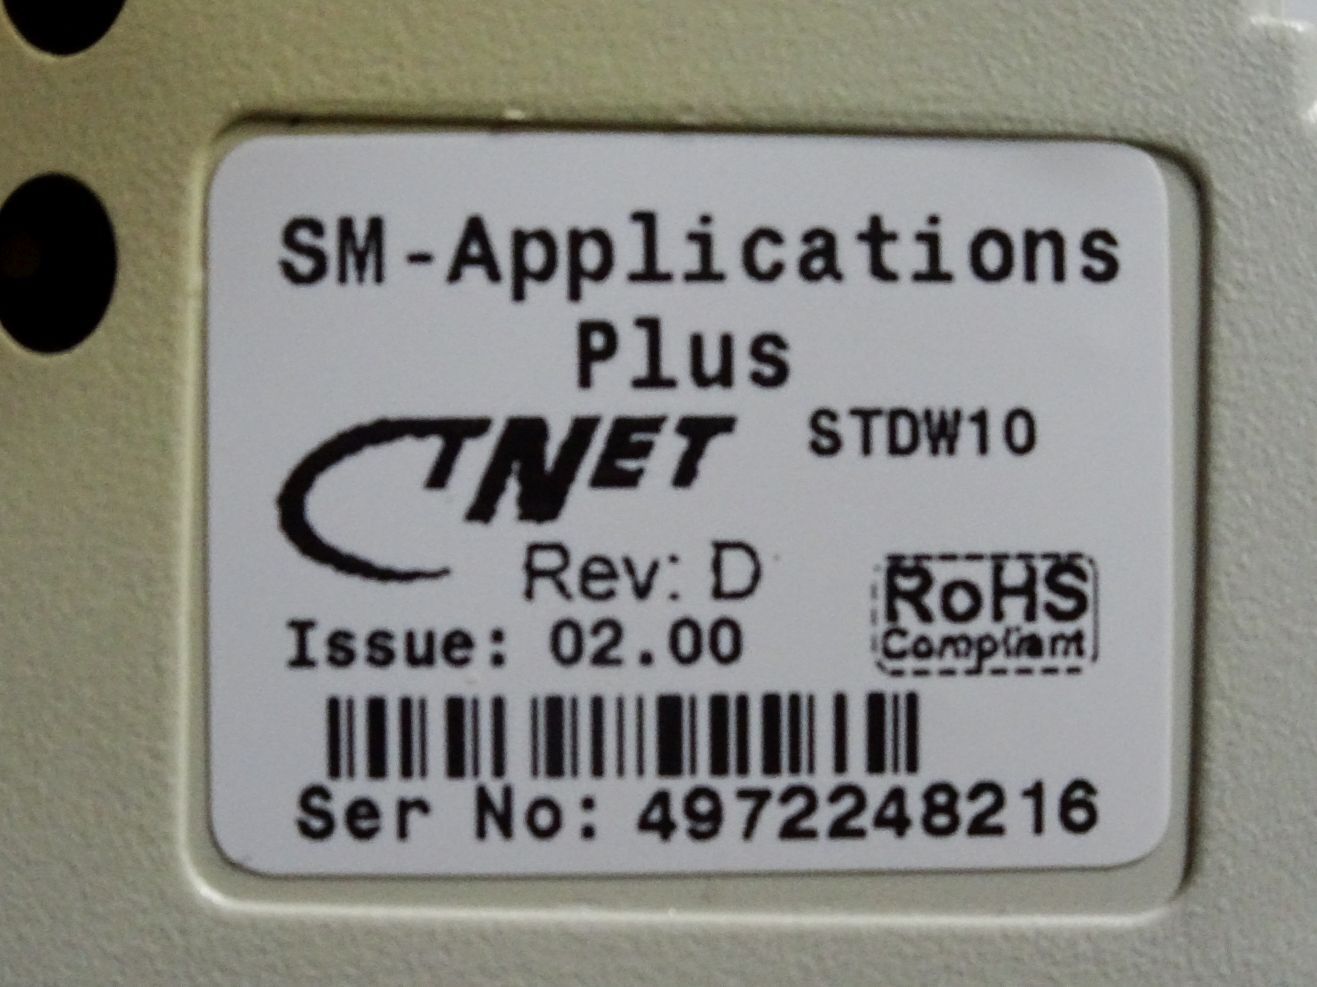 SM-Applications
Plus
CTNET STDW10
Rev: D
RoHS
Compliant
Issue: 02.00
Ser No: 4972248216